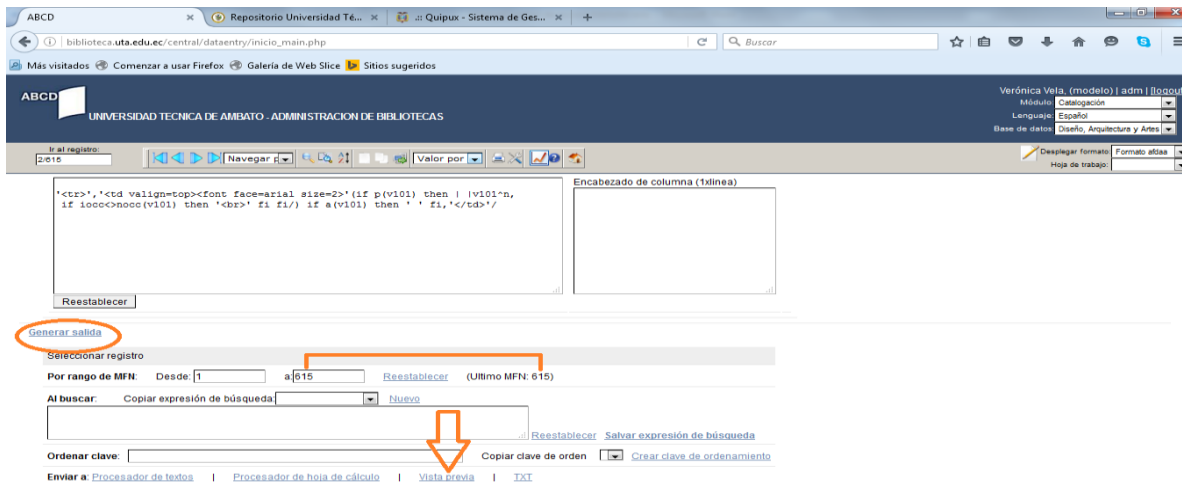 ABCD
Repositorio Universidad Té...
.:: Quipux - Sistema de Ges...
biblioteca.uta.edu.ec/central/dataentry/inicio_main.php
Buscar
Más visitados Comenzar a usar Firefox Galería de Web Slice Sitios sugeridos
ABCD
UNIVERSIDAD TECNICA DE AMBATO - ADMINISTRACION DE BIBLIOTECAS
Verónica Vela, (modelo) | adm | [logout
Módulo: Catalogación
Lenguaje: Español
Base de datos: Diseño, Arquitectura y Artes
Ir al registro:
2/615
Navegar p
Valor por
Desplegar formato: Formato afdaa
Hoja de trabajo:
'<tr>','<td valign=top><font face=arial size=2>'(if p(v101) then | |v101^n,
if iocc<>nocc(v101) then '<br>' fi fi/) if a(v101) then ' ' fi,'</td>'/
Encabezado de columna (1xlinea)
Reestablecer
Generar salida
Seleccionar registro
Por rango de MFN: Desde: 1 a: 615 Reestablecer (Ultimo MFN: 615)
Al buscar: Copiar expresión de búsqueda: Nuevo
Reestablecer Salvar expresión de búsqueda
Ordenar clave: Copiar clave de orden Crear clave de ordenamiento
Enviar a: Procesador de textos | Procesador de hoja de cálculo | Vista previa | TXT